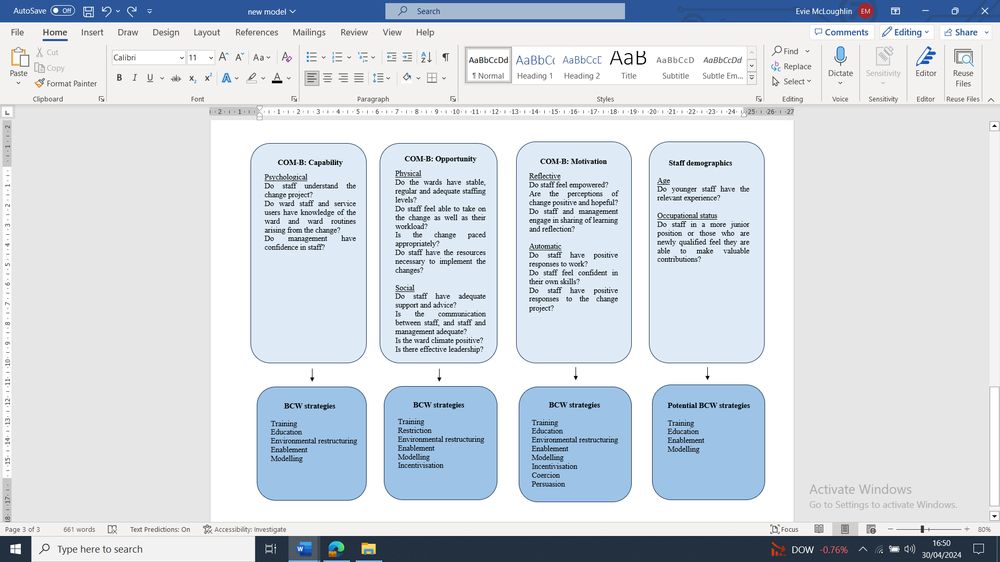 AutoSave Off
new model
Search
Evie McLoughlin EM
File Home Insert Draw Design Layout References Mailings Review View Help
Comments Editing Share
Paste
Cut
Copy
Format Painter
Clipboard
Calibri 11
Font
Paragraph
AaBbCcDd AaBbCc AaBbCcD AaB AaBbCcD AaBbCcDd
¶ Normal Heading 1 Heading 2 Title Subtitle Subtle Em...
Styles
Find
Replace
Select
Editing
Dictate
Voice
Sensitivity
Sensitivity
Editor
Editor
Reuse
Files
Reuse Files
COM-B: Capability
Psychological
Do staff understand the
change project?
Do ward staff and service
users have knowledge of the
ward and ward routines
arising from the change?
Do management have
confidence in staff?
COM-B: Opportunity
Physical
Do the wards have stable,
regular and adequate staffing
levels?
Do staff feel able to take on
the change as well as their
workload?
Is the change paced
appropriately?
Do staff have the resources
necessary to implement the
changes?
Social
Do staff have adequate
support and advice?
Is the communication
between staff, and staff and
management adequate?
Is the ward climate positive?
Is there effective leadership?
COM-B: Motivation
Reflective
Do staff feel empowered?
Are the perceptions of
change positive and hopeful?
Do staff and management
engage in sharing of learning
and reflection?
Automatic
Do staff have positive
responses to work?
Do staff feel confident in
their own skills?
Do staff have positive
responses to the change
project?
Staff demographics
Age
Do younger staff have the
relevant experience?
Occupational status
Do staff in a more junior
position or those who are
newly qualified feel they are
able to make valuable
contributions?
BCW strategies
Training
Education
Environmental restructuring
Enablement
Modelling
BCW strategies
Training
Restriction
Environmental restructuring
Enablement
Modelling
Incentivisation
BCW strategies
Training
Education
Environmental restructuring
Enablement
Modelling
Incentivisation
Coercion
Persuasion
Potential BCW strategies
Training
Education
Enablement
Modelling
Activate Windows
Go to Settings to activate Windows.
Page 3 of 3 661 words Text Predictions: On Accessibility: Investigate Focus 80%
Type here to search
DOW -0.76%
16:50
30/04/2024